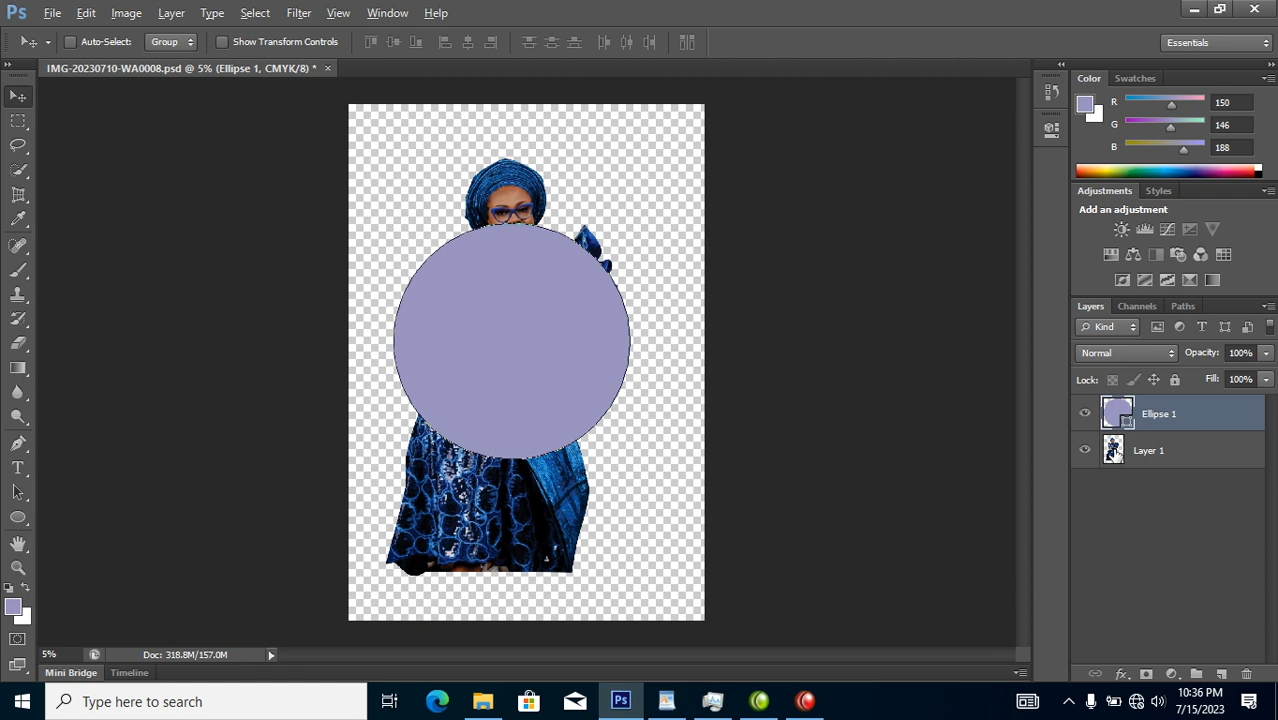 Ps File Edit Image Layer Type Select Filter View Window Help
Auto-Select: Group Show Transform Controls Essentials
IMG-20230710-WA0008.psd @ 5% (Ellipse 1, CMYK/8) * ×
Color Swatches
R 150
G 146
B 188
Adjustments Styles
Add an adjustment
Layers Channels Paths
Kind
Normal Opacity: 100%
Lock: Fill: 100%
Ellipse 1
Layer 1
5% Doc: 318.8M/157.0M
Mini Bridge Timeline
Type here to search
Ps
10:36 PM
7/15/2023